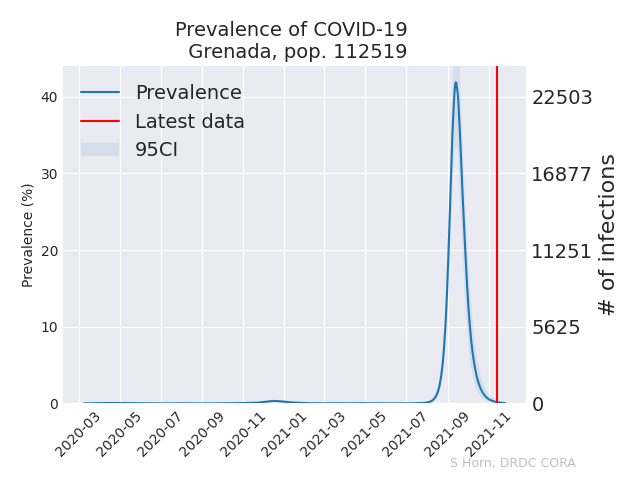 Prevalence of COVID-19
Grenada, pop. 112519
Prevalence
Latest data
95CI
Prevalence (%)
40
30
20
10
0
22503
16877
11251
5625
0
# of infections
2020-03
2020-05
2020-07
2020-09
2020-11
2021-01
2021-03
2021-05
2021-07
2021-09
2021-11
S Horn, DRDC CORA